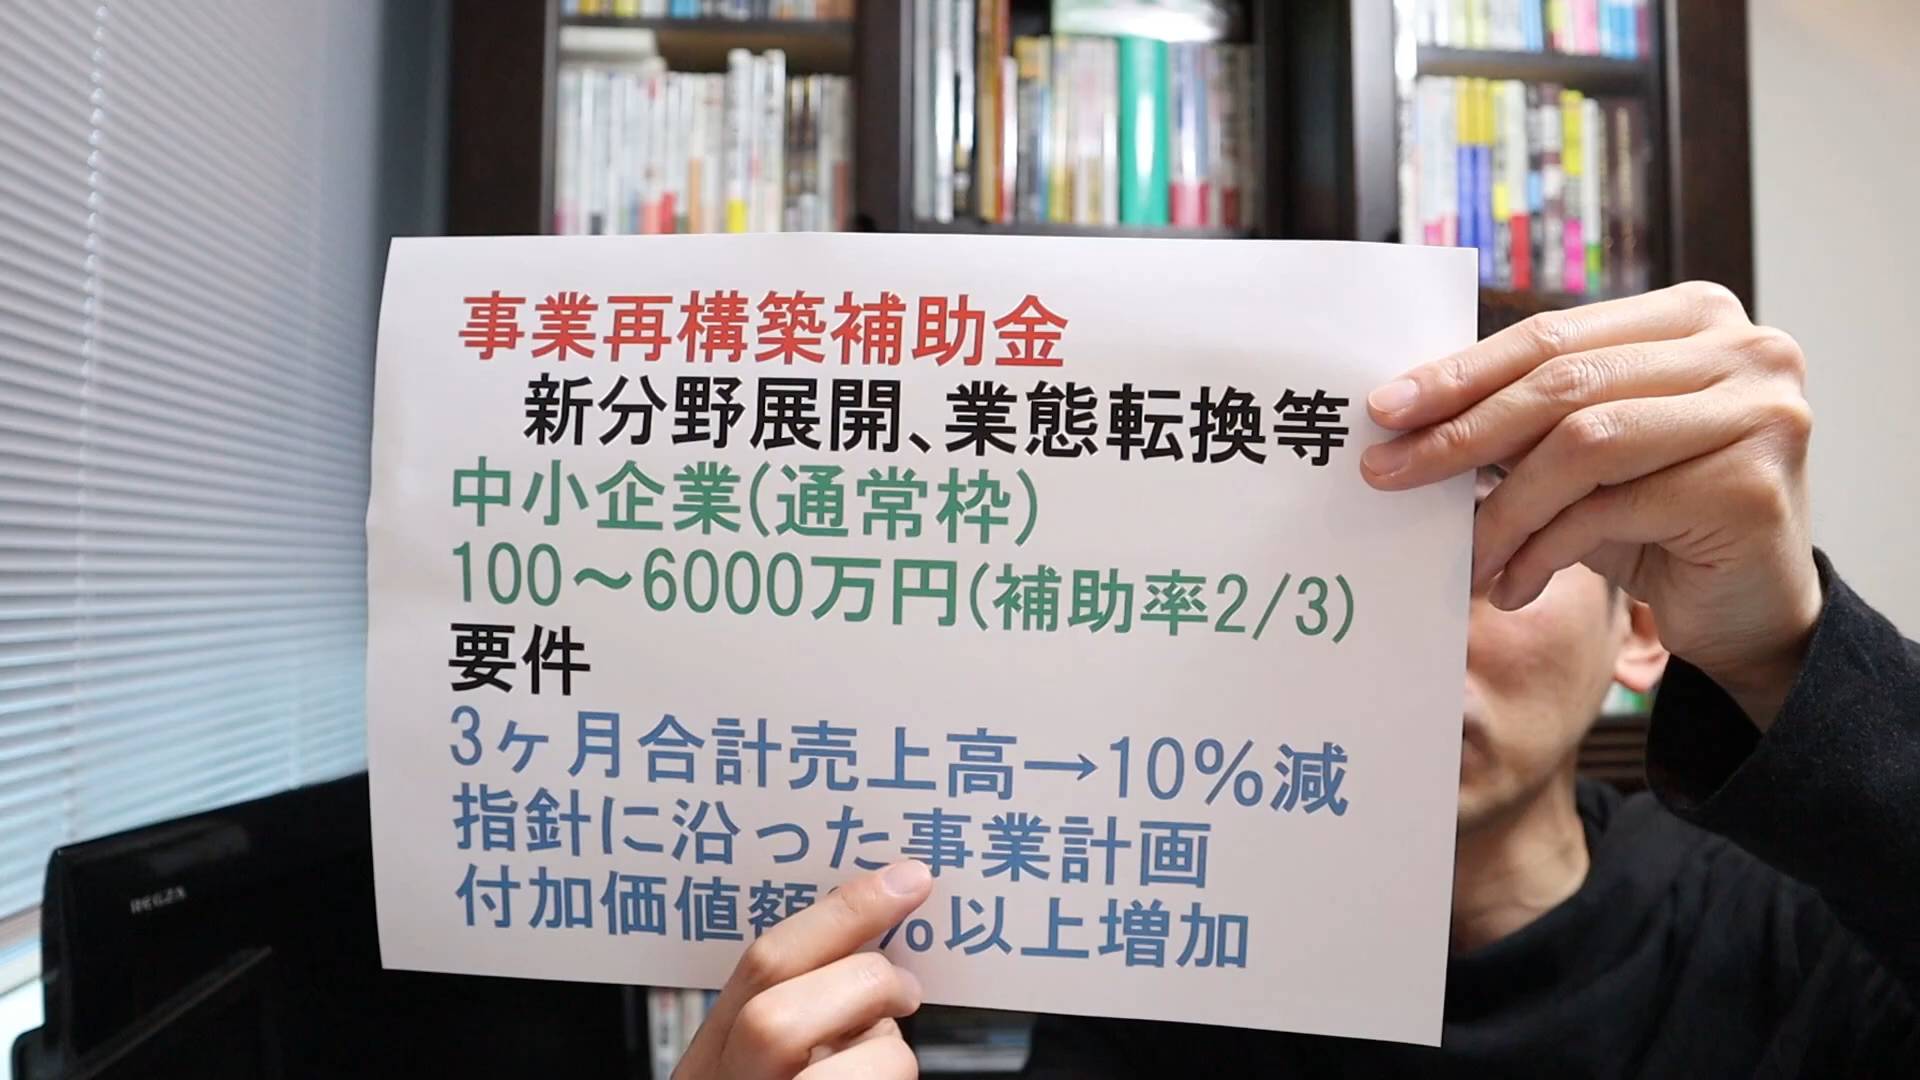 事業再構築補助金
新分野展開、業態転換等
中小企業(通常枠)
100～6000万円(補助率2/3)
要件
3ヶ月合計売上高→10%減
指針に沿った事業計画
付加価値額%以上増加
REGZA